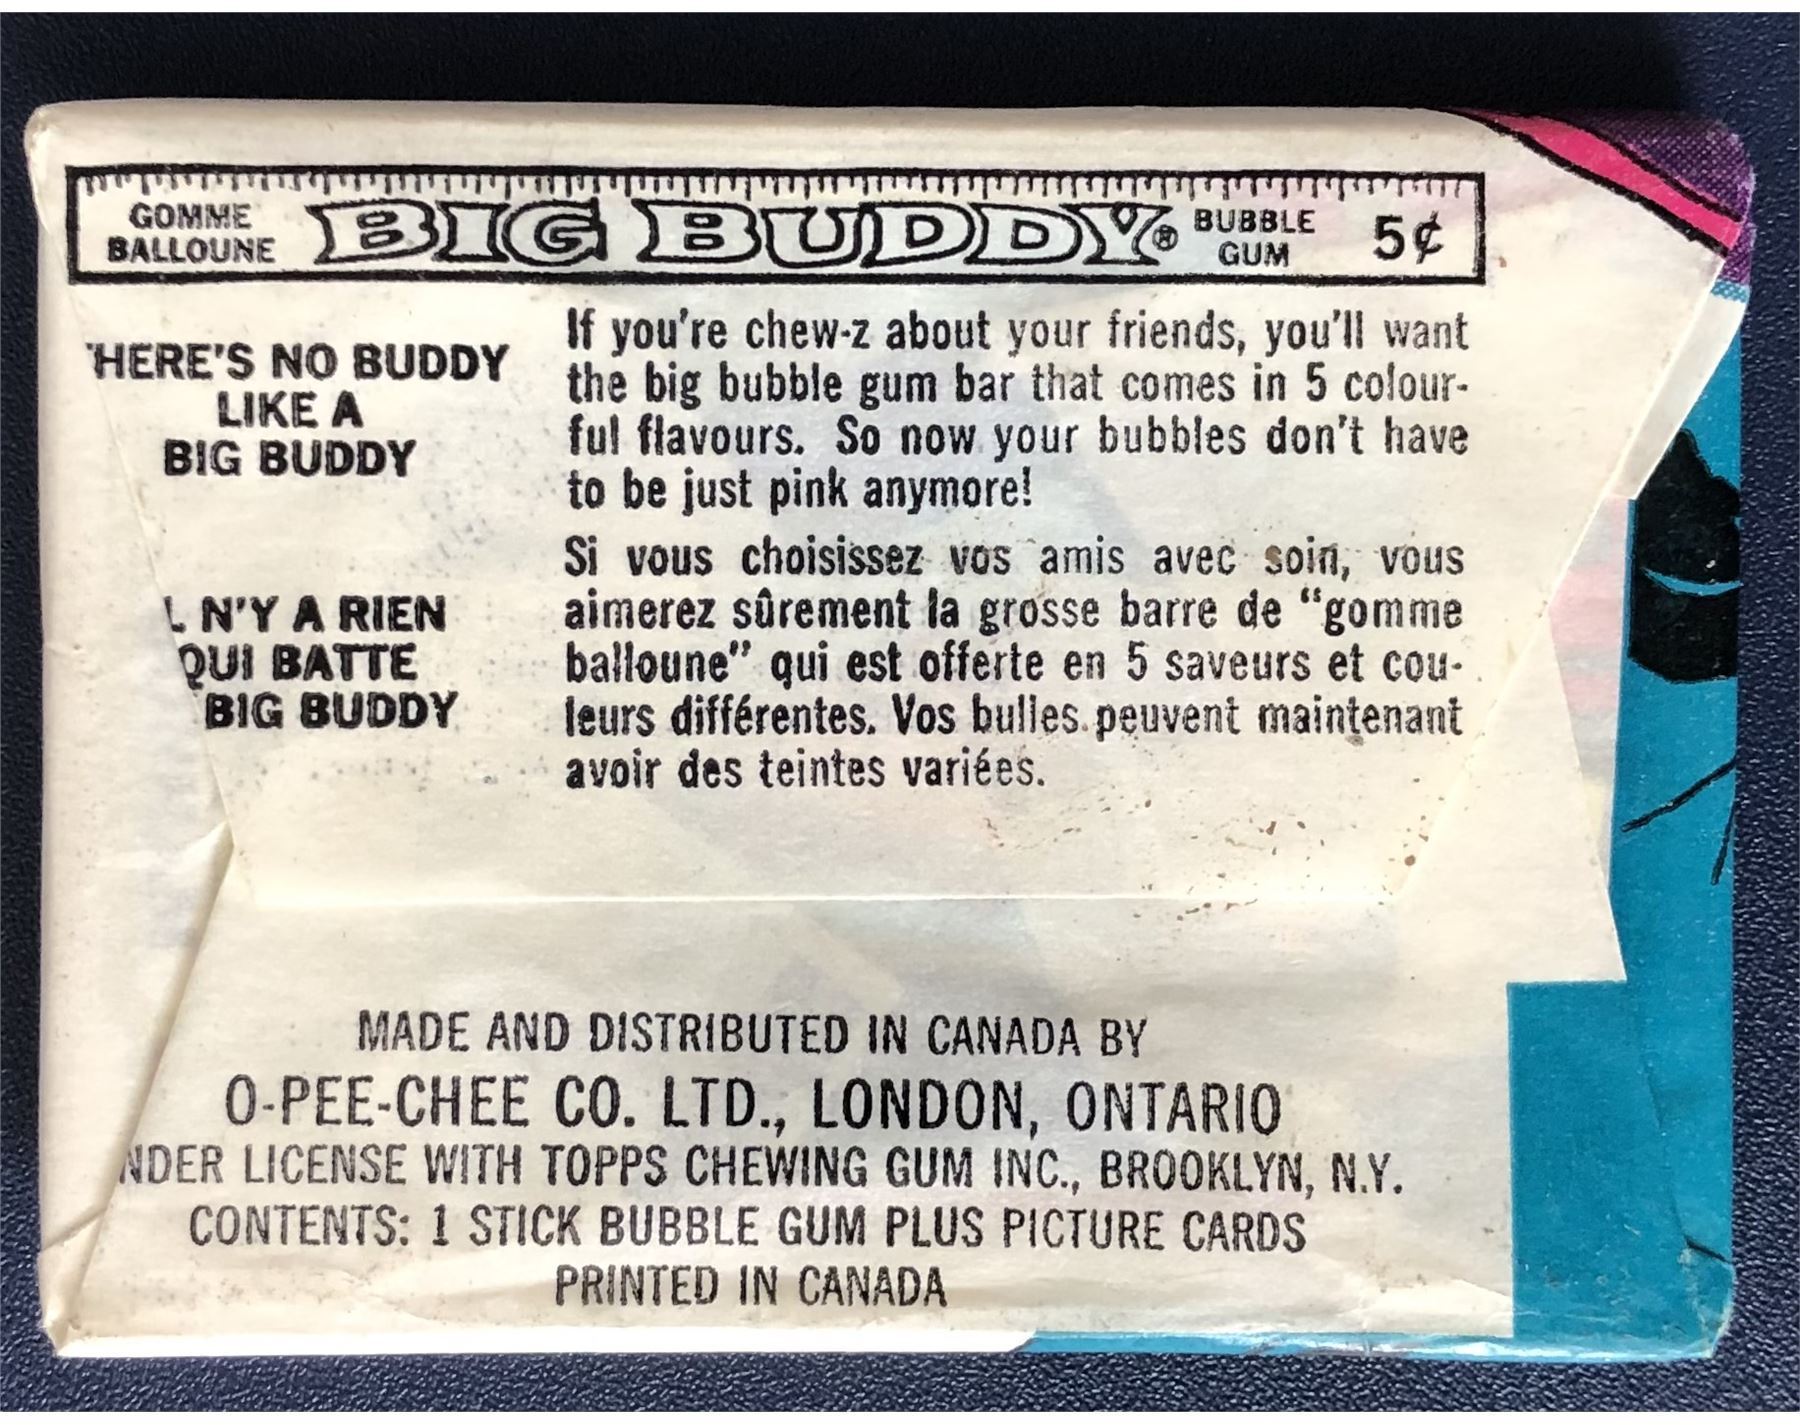 GOMME
BALLOUNE
BIG BUDDY®
BUBBLE
GUM
5¢
HERE'S NO BUDDY
LIKE A
BIG BUDDY
If you're chew-z about your friends, you'll want
the big bubble gum bar that comes in 5 colour-
ful flavours. So now your bubbles don't have
to be just pink anymore!
L N'Y A RIEN
QUI BATTE
BIG BUDDY
Si vous choisissez vos amis avec soin, vous
aimerez sûrement la grosse barre de "gomme
balloune" qui est offerte en 5 saveurs et cou-
leurs différentes. Vos bulles peuvent maintenant
avoir des teintes variées.
MADE AND DISTRIBUTED IN CANADA BY
O-PEE-CHEE CO. LTD., LONDON, ONTARIO
NDER LICENSE WITH TOPPS CHEWING GUM INC., BROOKLYN, N.Y.
CONTENTS: 1 STICK BUBBLE GUM PLUS PICTURE CARDS
PRINTED IN CANADA